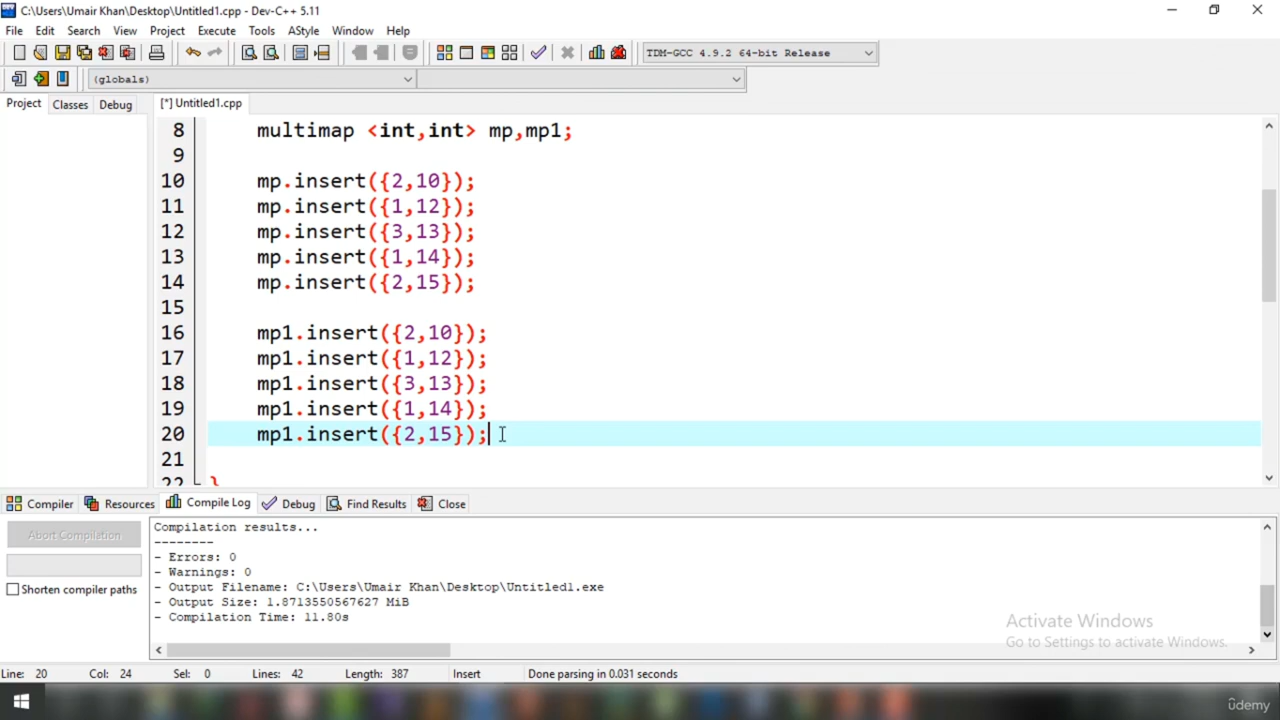 C:\Users\Umair Khan\Desktop\Untitled1.cpp - Dev-C++ 5.11
File Edit Search View Project Execute Tools AStyle Window Help
TDM-GCC 4.9.2 64-bit Release
(globals)
Project Classes Debug [*] Untitled1.cpp
8 multimap <int,int> mp,mp1;
9
10 mp.insert({2,10});
11 mp.insert({1,12});
12 mp.insert({3,13});
13 mp.insert({1,14});
14 mp.insert({2,15});
15
16 mp1.insert({2,10});
17 mp1.insert({1,12});
18 mp1.insert({3,13});
19 mp1.insert({1,14});
20 mp1.insert({2,15});
21
22 }
Compiler Resources Compile Log Debug Find Results Close
Abort Compilation
Shorten compiler paths
Compilation results...
--------
- Errors: 0
- Warnings: 0
- Output Filename: C:\Users\Umair Khan\Desktop\Untitled1.exe
- Output Size: 1.8713550567627 MiB
- Compilation Time: 11.80s
Activate Windows
Go to Settings to activate Windows.
Line: 20 Col: 24 Sel: 0 Lines: 42 Length: 387 Insert Done parsing in 0.031 seconds
ûdemy